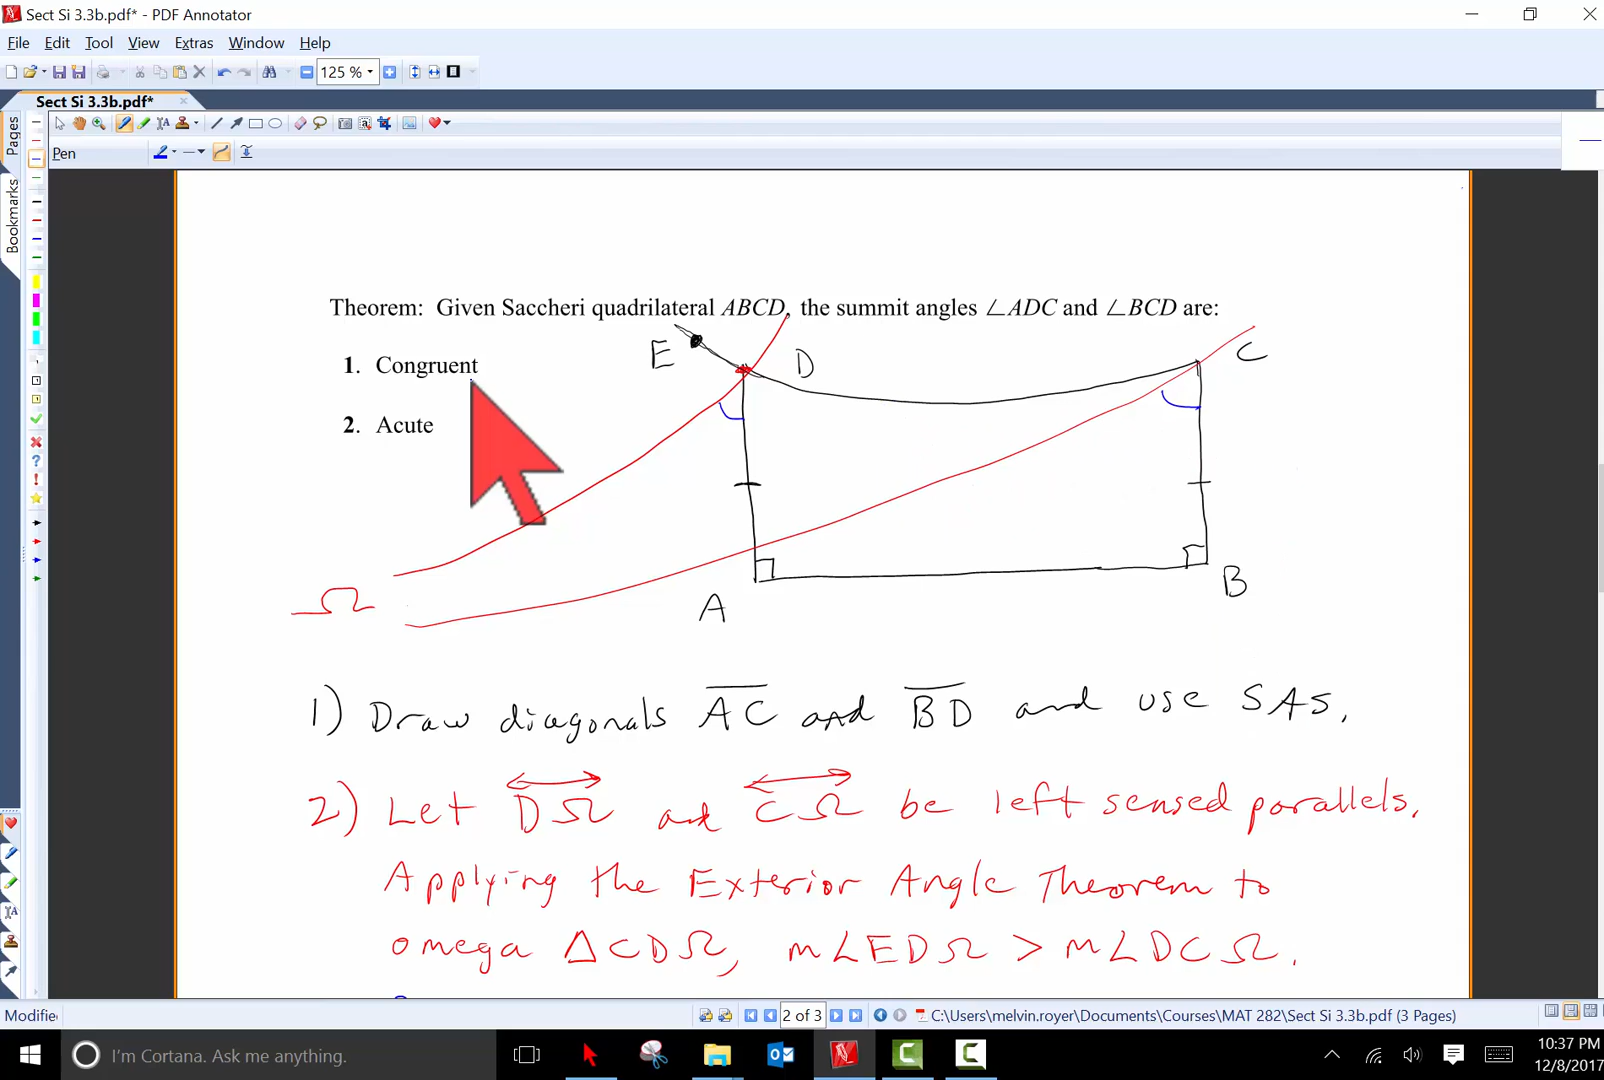 Sect Si 3.3b.pdf* - PDF Annotator
File Edit Tool View Extras Window Help
125 %
Sect Si 3.3b.pdf*
Pen
Pages
Bookmarks
Theorem: Given Saccheri quadrilateral ABCD, the summit angles ∠ADC and ∠BCD are:
1. Congruent
2. Acute
E D C
Ω
A B
1) Draw diagonals A̅C̅ and B̅D̅ and use SAS.
2) Let DΩ and CΩ be left sensed parallels.
Applying the Exterior Angle Theorem to
omega ΔCDΩ, m∠EDΩ > m∠DCΩ.
Modifie
2 of 3
C:\Users\melvin.royer\Documents\Courses\MAT 282\Sect Si 3.3b.pdf (3 Pages)
I'm Cortana. Ask me anything.
10:37 PM
12/8/2017